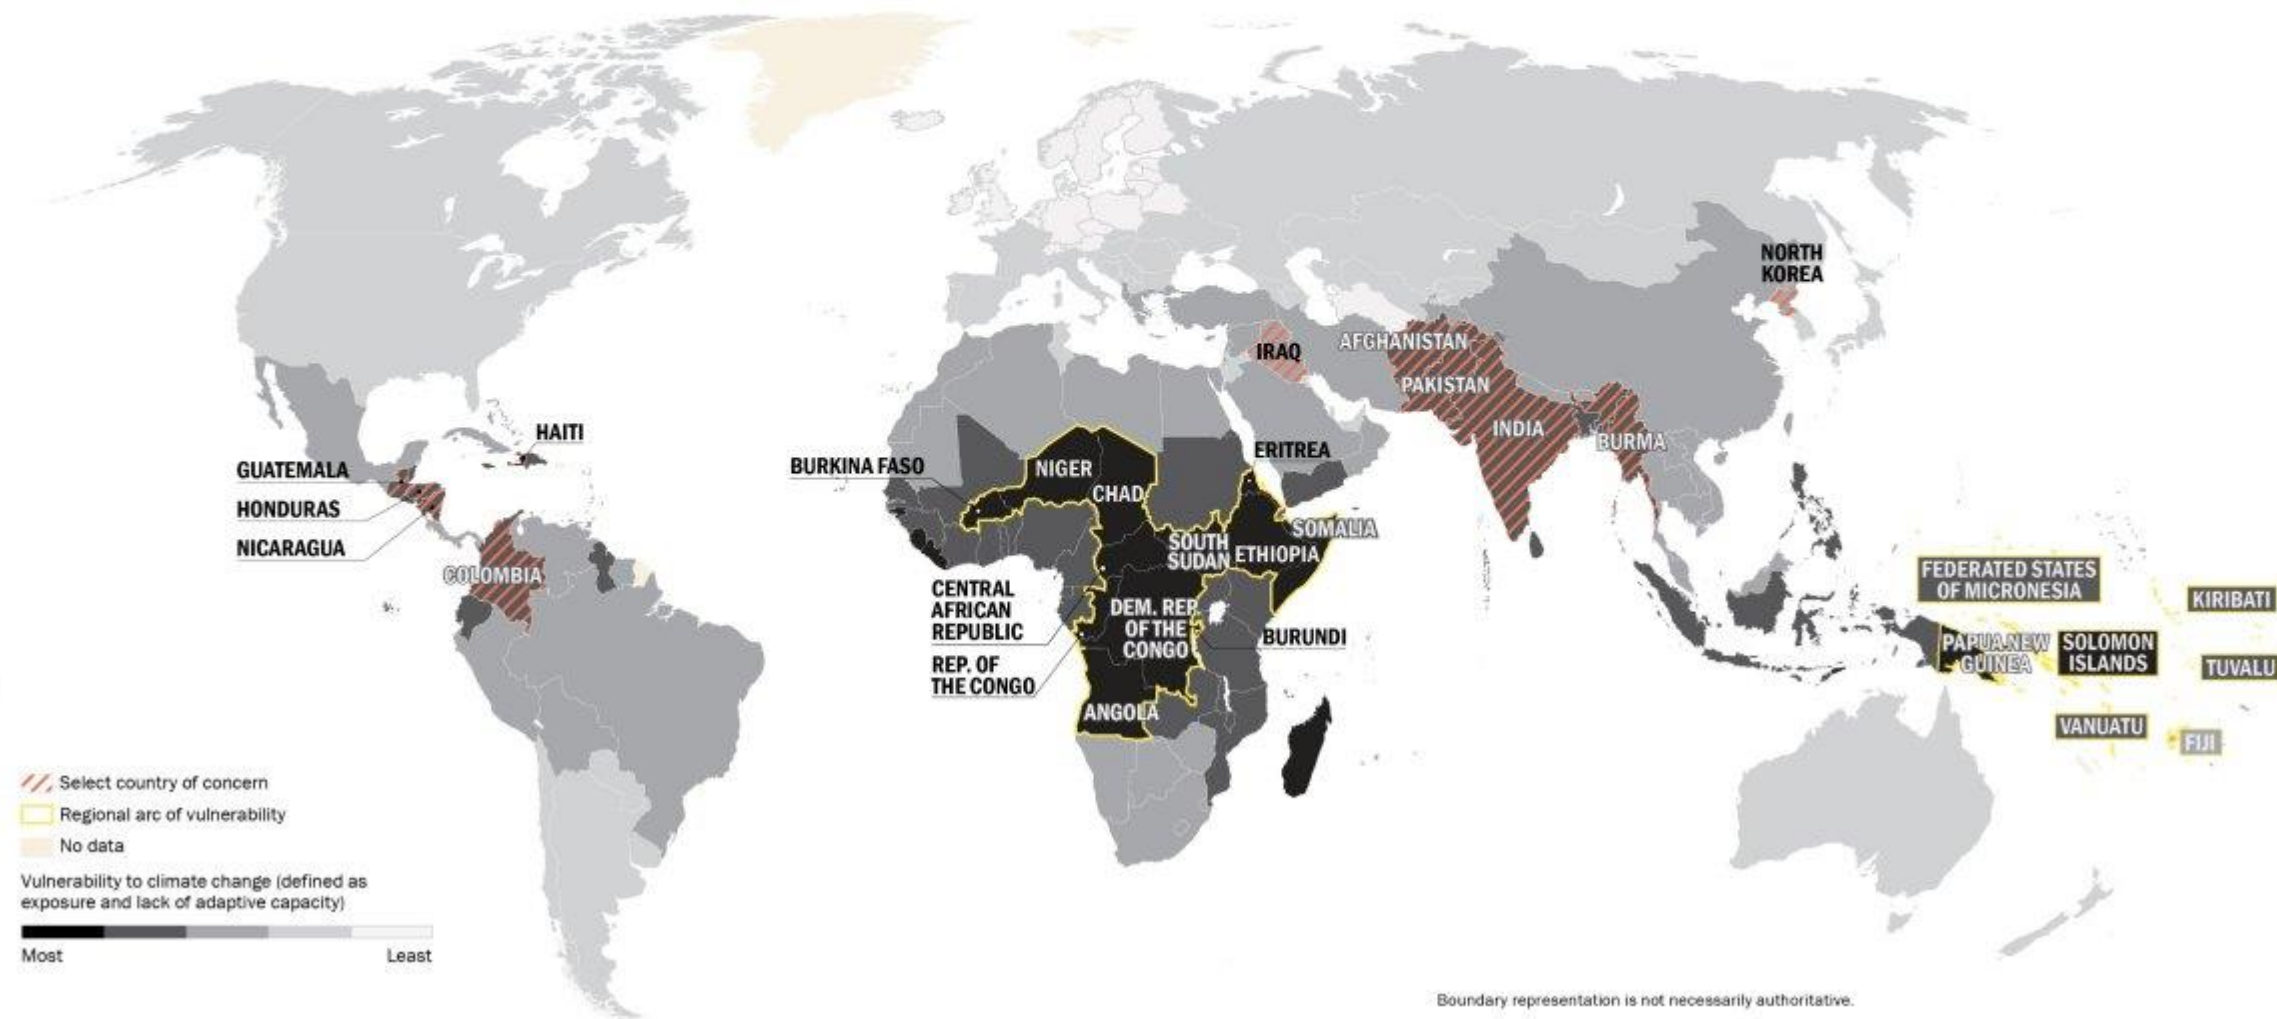 NORTH
KOREA
IRAQ
AFGHANISTAN
PAKISTAN
INDIA
BURMA
HAITI
GUATEMALA
HONDURAS
NICARAGUA
COLOMBIA
BURKINA FASO
NIGER
CHAD
ERITREA
SOMALIA
SOUTH
SUDAN
ETHIOPIA
CENTRAL
AFRICAN
REPUBLIC
DEM. REP.
OF THE
CONGO
BURUNDI
REP. OF
THE CONGO
ANGOLA
FEDERATED STATES
OF MICRONESIA
KIRIBATI
PAPUA NEW
GUINEA
SOLOMON
ISLANDS
TUVALU
VANUATU
FIJI
Select country of concern
Regional arc of vulnerability
No data
Vulnerability to climate change (defined as
exposure and lack of adaptive capacity)
Most
Least
Boundary representation is not necessarily authoritative.